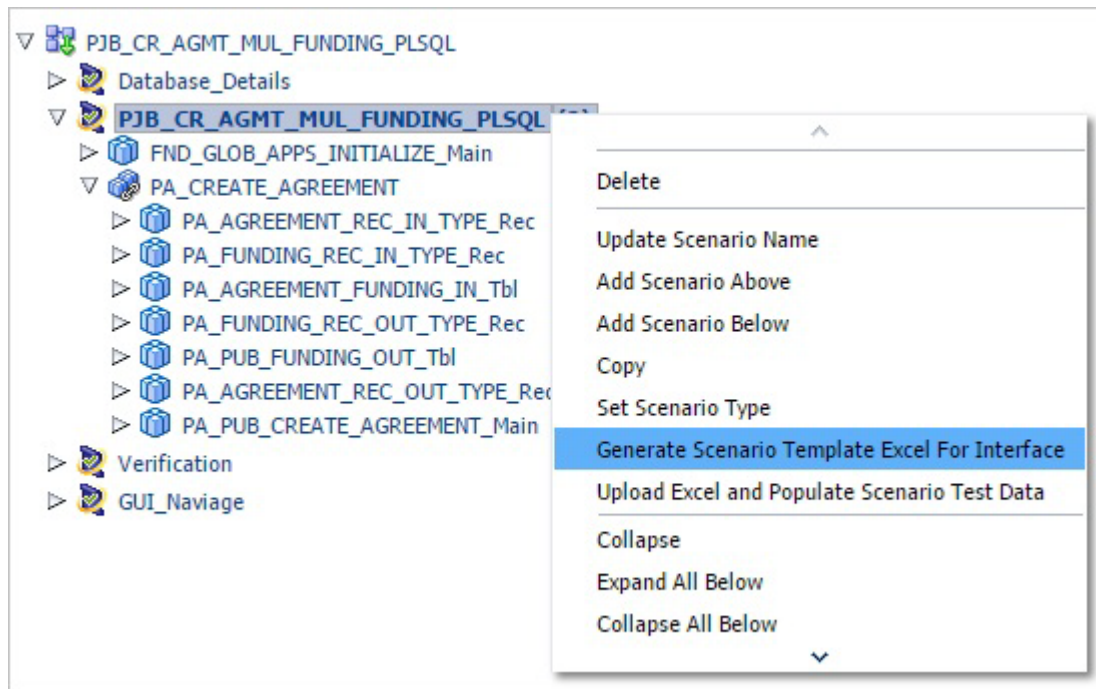 PJB_CR_AGMT_MUL_FUNDING_PLSQL
Database_Details
PJB_CR_AGMT_MUL_FUNDING_PLSQL
FND_GLOB_APPS_INITIALIZE_Main
PA_CREATE_AGREEMENT
PA_AGREEMENT_REC_IN_TYPE_Rec
PA_FUNDING_REC_IN_TYPE_Rec
PA_AGREEMENT_FUNDING_IN_Tbl
PA_FUNDING_REC_OUT_TYPE_Rec
PA_PUB_FUNDING_OUT_Tbl
PA_AGREEMENT_REC_OUT_TYPE_Rec
PA_PUB_CREATE_AGREEMENT_Main
Verification
GUI_Naviage
Delete
Update Scenario Name
Add Scenario Above
Add Scenario Below
Copy
Set Scenario Type
Generate Scenario Template Excel For Interface
Upload Excel and Populate Scenario Test Data
Collapse
Expand All Below
Collapse All Below